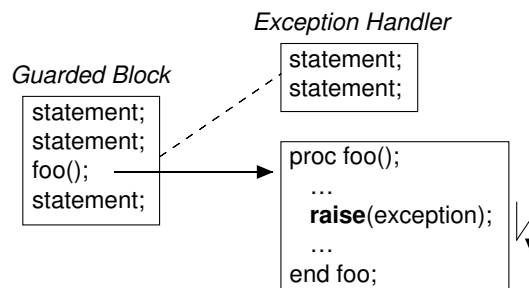 Exception Handler
statement;
statement;
Guarded Block
statement;
statement;
foo();
statement;
proc foo();
…
raise(exception);
…
end foo;